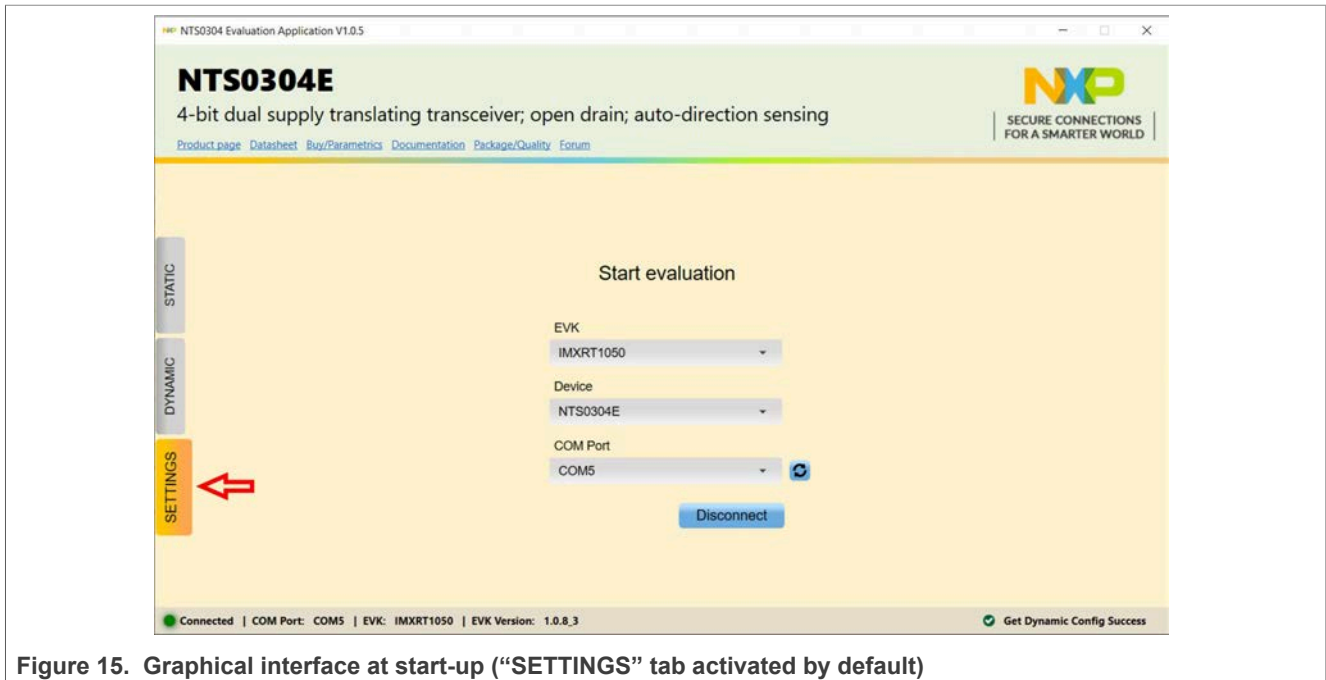 NXP NTS0304 Evaluation Application V1.0.5
NTS0304E
4-bit dual supply translating transceiver; open drain; auto-direction sensing
Product page Datasheet Buy/Parametrics Documentation Package/Quality Forum
NXP
SECURE CONNECTIONS
FOR A SMARTER WORLD
STATIC
DYNAMIC
SETTINGS
Start evaluation
EVK
IMXRT1050
Device
NTS0304E
COM Port
COM5
Disconnect
Connected | COM Port: COM5 | EVK: IMXRT1050 | EVK Version: 1.0.8_3
Get Dynamic Config Success
Figure 15. Graphical interface at start-up (“SETTINGS” tab activated by default)